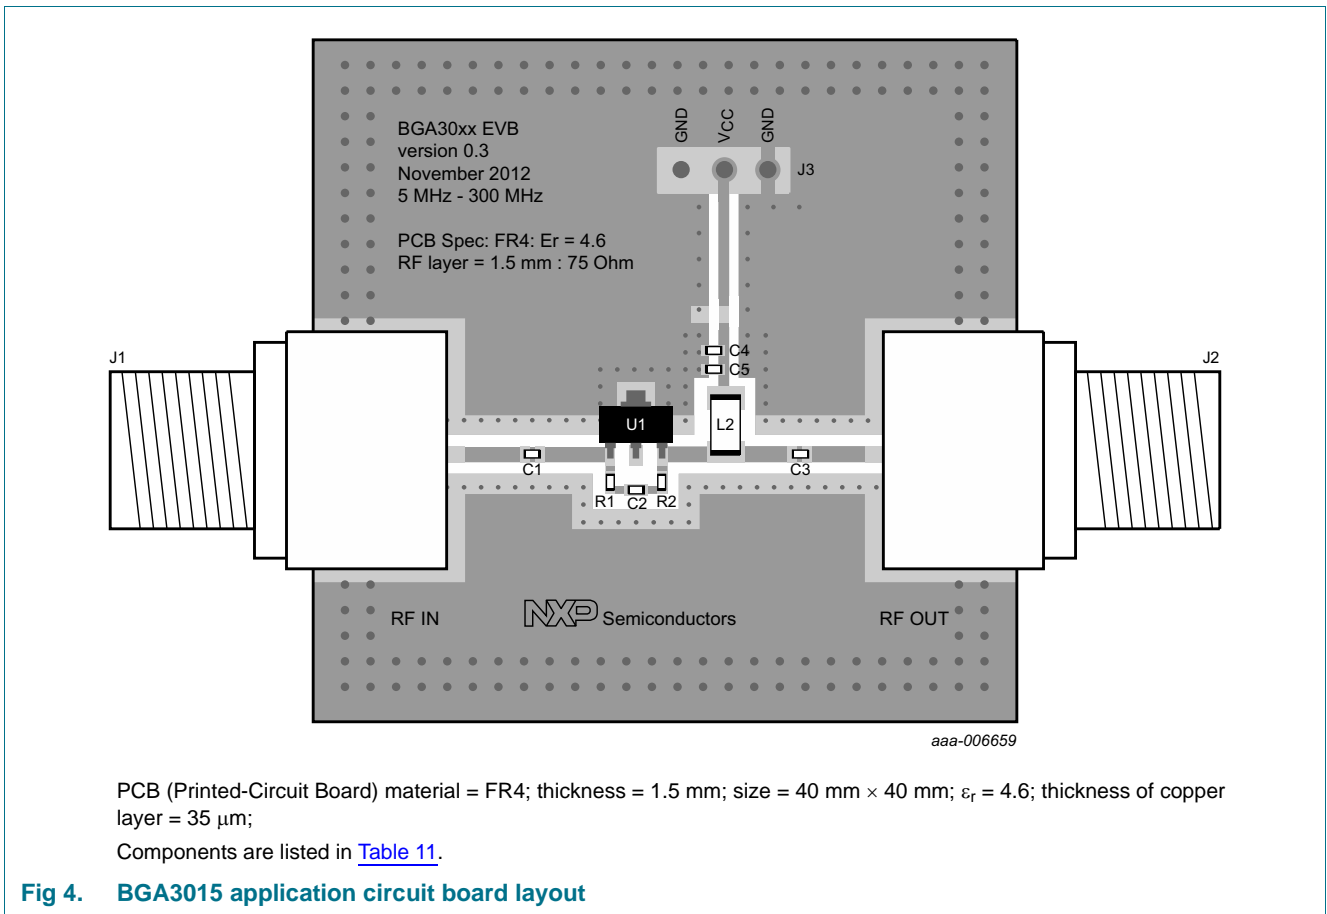 BGA30xx EVB
version 0.3
November 2012
5 MHz - 300 MHz
PCB Spec: FR4: Er = 4.6
RF layer = 1.5 mm : 75 Ohm
GND
VCC
GND
J3
J1
J2
C4
C5
U1
L2
C1
C3
R1
C2
R2
RF IN
NXP Semiconductors
RF OUT
aaa-006659
PCB (Printed-Circuit Board) material = FR4; thickness = 1.5 mm; size = 40 mm × 40 mm; εr = 4.6; thickness of copper
layer = 35 μm;
Components are listed in Table 11.
Fig 4. BGA3015 application circuit board layout